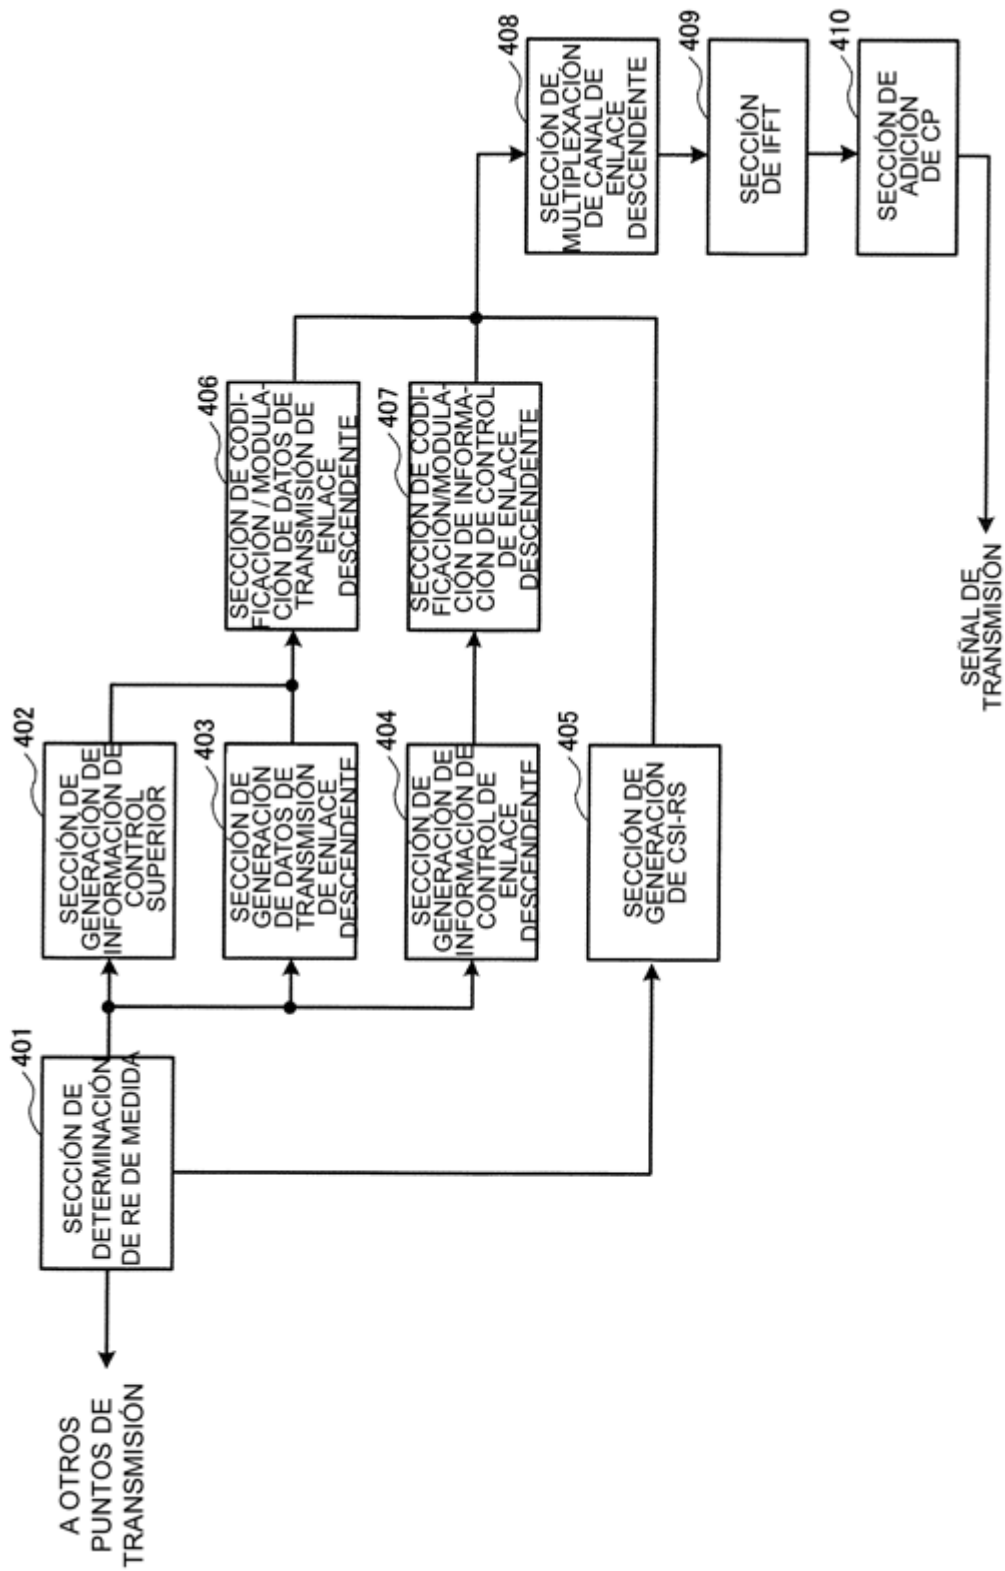 401
SECCIÓN DE
DETERMINACIÓN
DE RE DE MEDIDA
A OTROS
PUNTOS DE
TRANSMISIÓN
402
SECCIÓN DE
GENERACIÓN DE
INFORMACIÓN DE
CONTROL
SUPERIOR
403
SECCIÓN DE
GENERACIÓN
DE DATOS DE
TRANSMISIÓN
DE ENLACE
DESCENDENTE
404
SECCIÓN DE
GENERACIÓN DE
INFORMACIÓN DE
CONTROL DE
ENLACE
DESCENDENTE
405
SECCIÓN DE
GENERACIÓN
DE CSI-RS
406
SECCIÓN DE CODI-
FICACIÓN / MODULA-
CIÓN DE DATOS DE
TRANSMISIÓN DE
ENLACE
DESCENDENTE
407
SECCIÓN DE CODI-
FICACIÓN/MODULA-
CIÓN DE INFORMA-
CIÓN DE CONTROL
DE ENLACE
DESCENDENTE
408
SECCIÓN DE
MULTIPLEXACIÓN
DE CANAL DE
ENLACE
DESCENDENTE
409
SECCIÓN
DE IFFT
410
SECCIÓN DE
ADICIÓN
DE CP
SEÑAL DE
TRANSMISIÓN